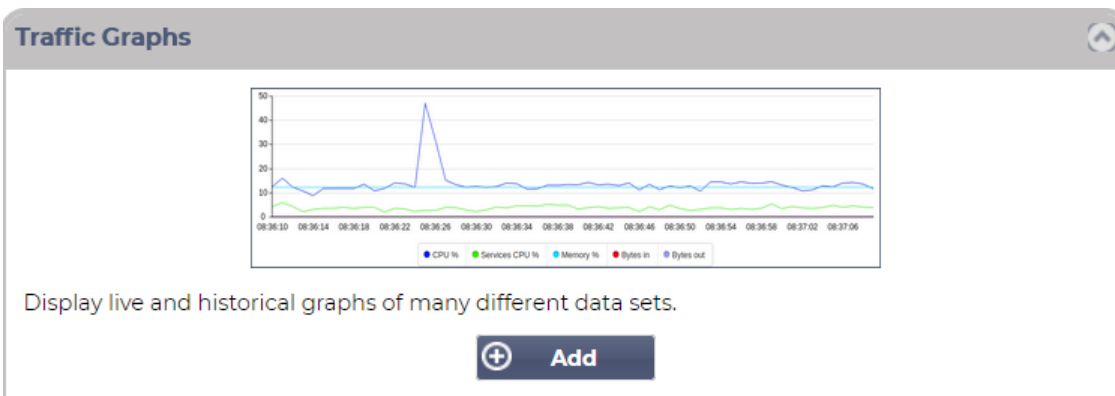 Traffic Graphs
50
40
30
20
10
0
08:36:10 08:36:14 08:36:18 08:36:22 08:36:26 08:36:30 08:36:34 08:36:38 08:36:42 08:36:46 08:36:50 08:36:54 08:36:58 08:37:02 08:37:06
CPU % Services CPU % Memory % Bytes in Bytes out
Display live and historical graphs of many different data sets.
Add